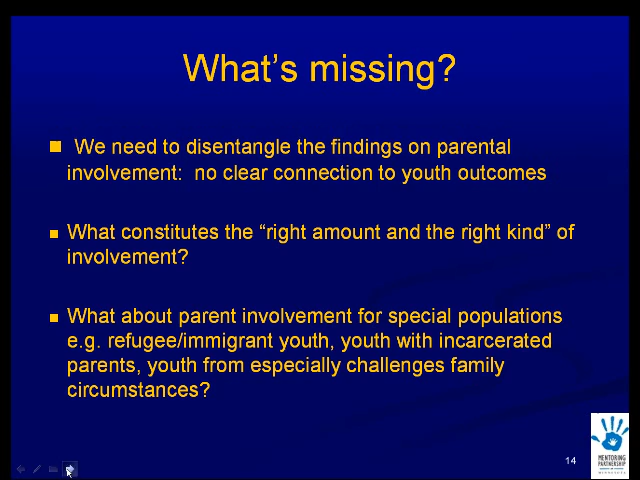 What's missing?
We need to disentangle the findings on parental
involvement: no clear connection to youth outcomes
What constitutes the “right amount and the right kind” of
involvement?
What about parent involvement for special populations
e.g. refugee/immigrant youth, youth with incarcerated
parents, youth from especially challenges family
circumstances?
14
MENTORING
PARTNERSHIP